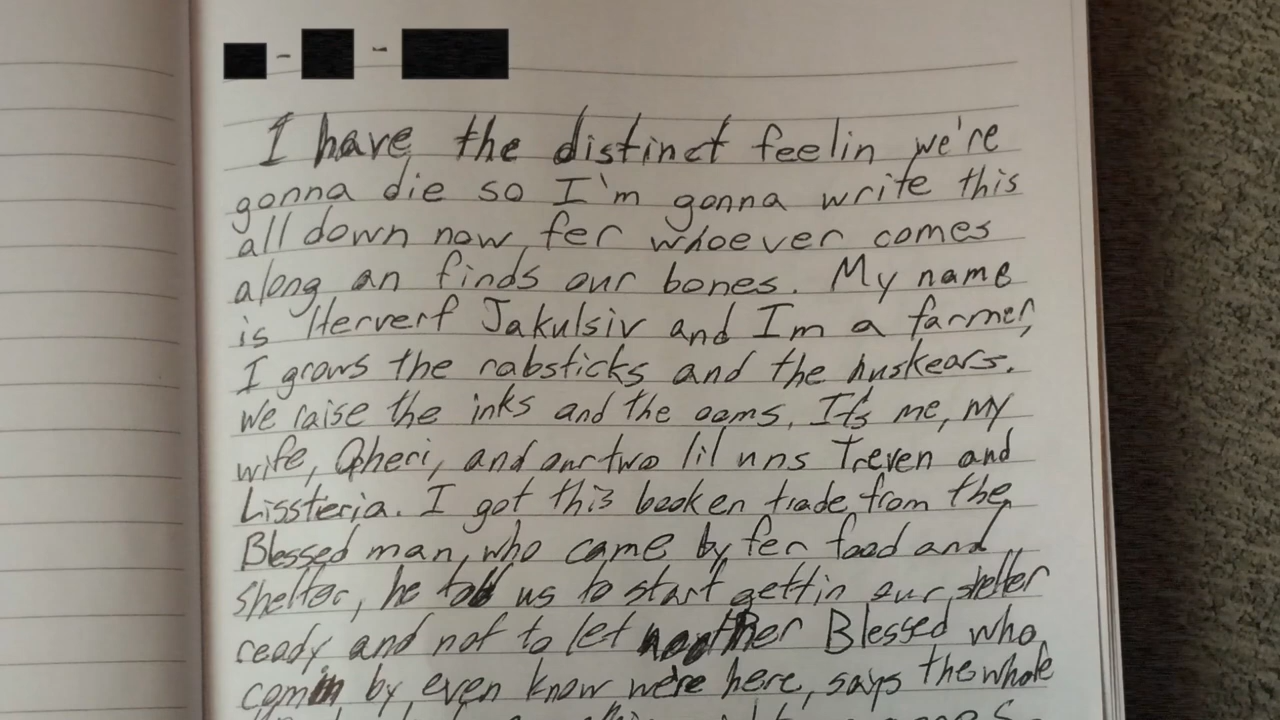 - -
I have the distinct feelin we're
gonna die so I'm gonna write this
all down now, fer whoever comes
along an finds our bones. My name
is Herverf Jakulsiv and Im a farmer,
I grows the rabsticks and the huskears.
We raise the inks and the ooms, Its me, my
wife, Qheri, and our two lil uns Treven and
Lissteria. I got this book en trade, from the
Blessed man, who came by fer food and
shelter, he told us to start gettin our shelter
ready and not to let nother Blessed who
comin by, even know we're here, says the whole